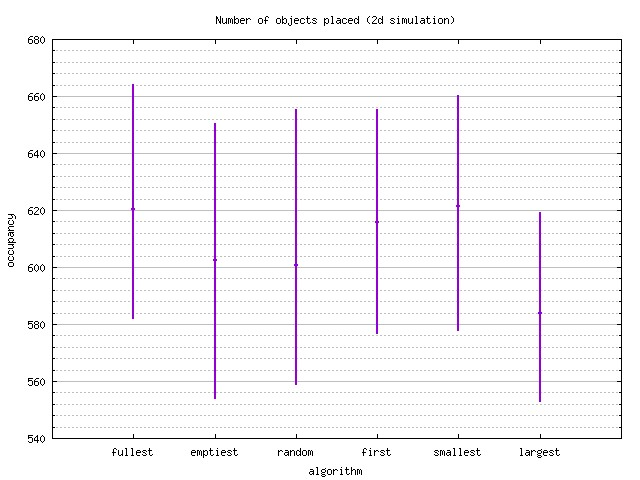 Number of objects placed (2d simulation)
680
660
640
620
600
580
560
540
occupancy
fullest emptiest random first smallest largest
algorithm